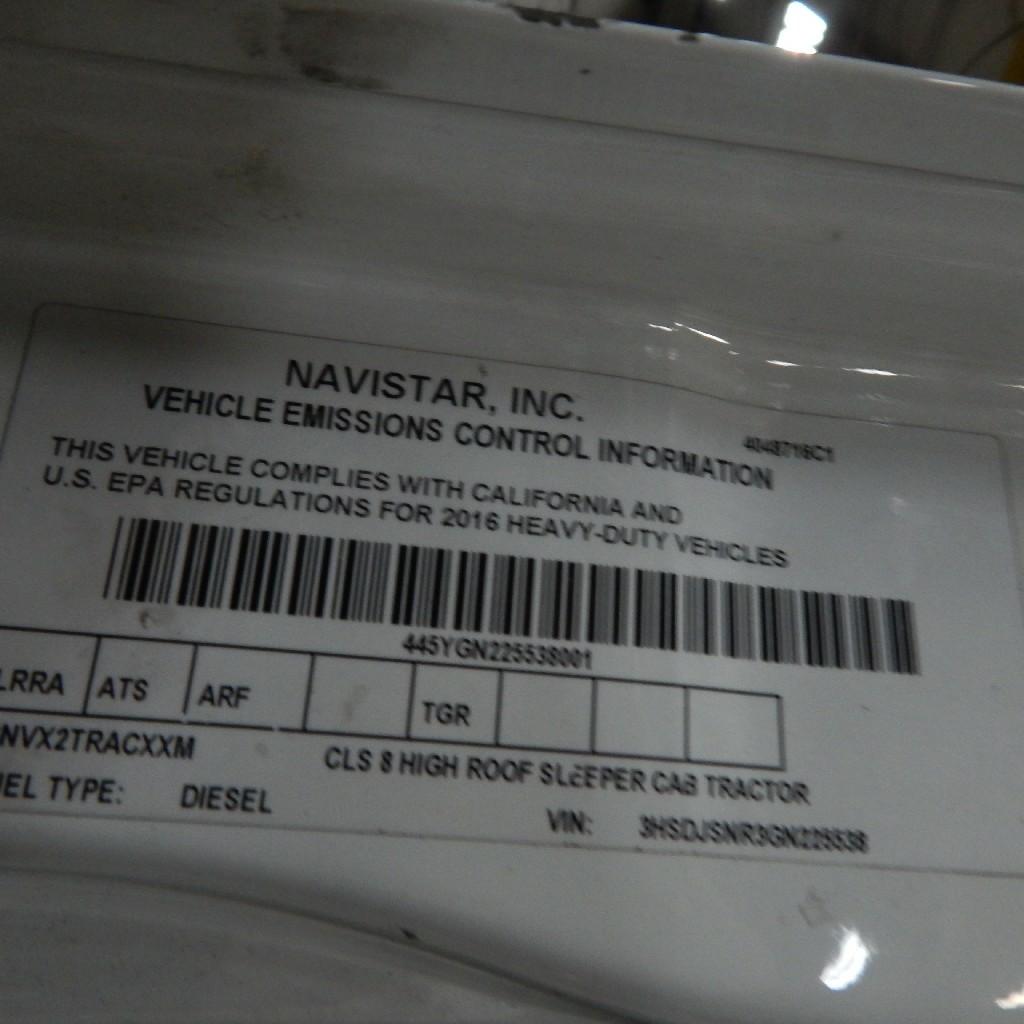 NAVISTAR, INC.
VEHICLE EMISSIONS CONTROL INFORMATION
4048716C1
THIS VEHICLE COMPLIES WITH CALIFORNIA AND
U.S. EPA REGULATIONS FOR 2016 HEAVY-DUTY VEHICLES
445YGN225538001
LRRA ATS ARF TGR
NVX2TRACXXM CLS 8 HIGH ROOF SLEEPER CAB TRACTOR
EL TYPE: DIESEL VIN: 3HSDJSNR3GN225538